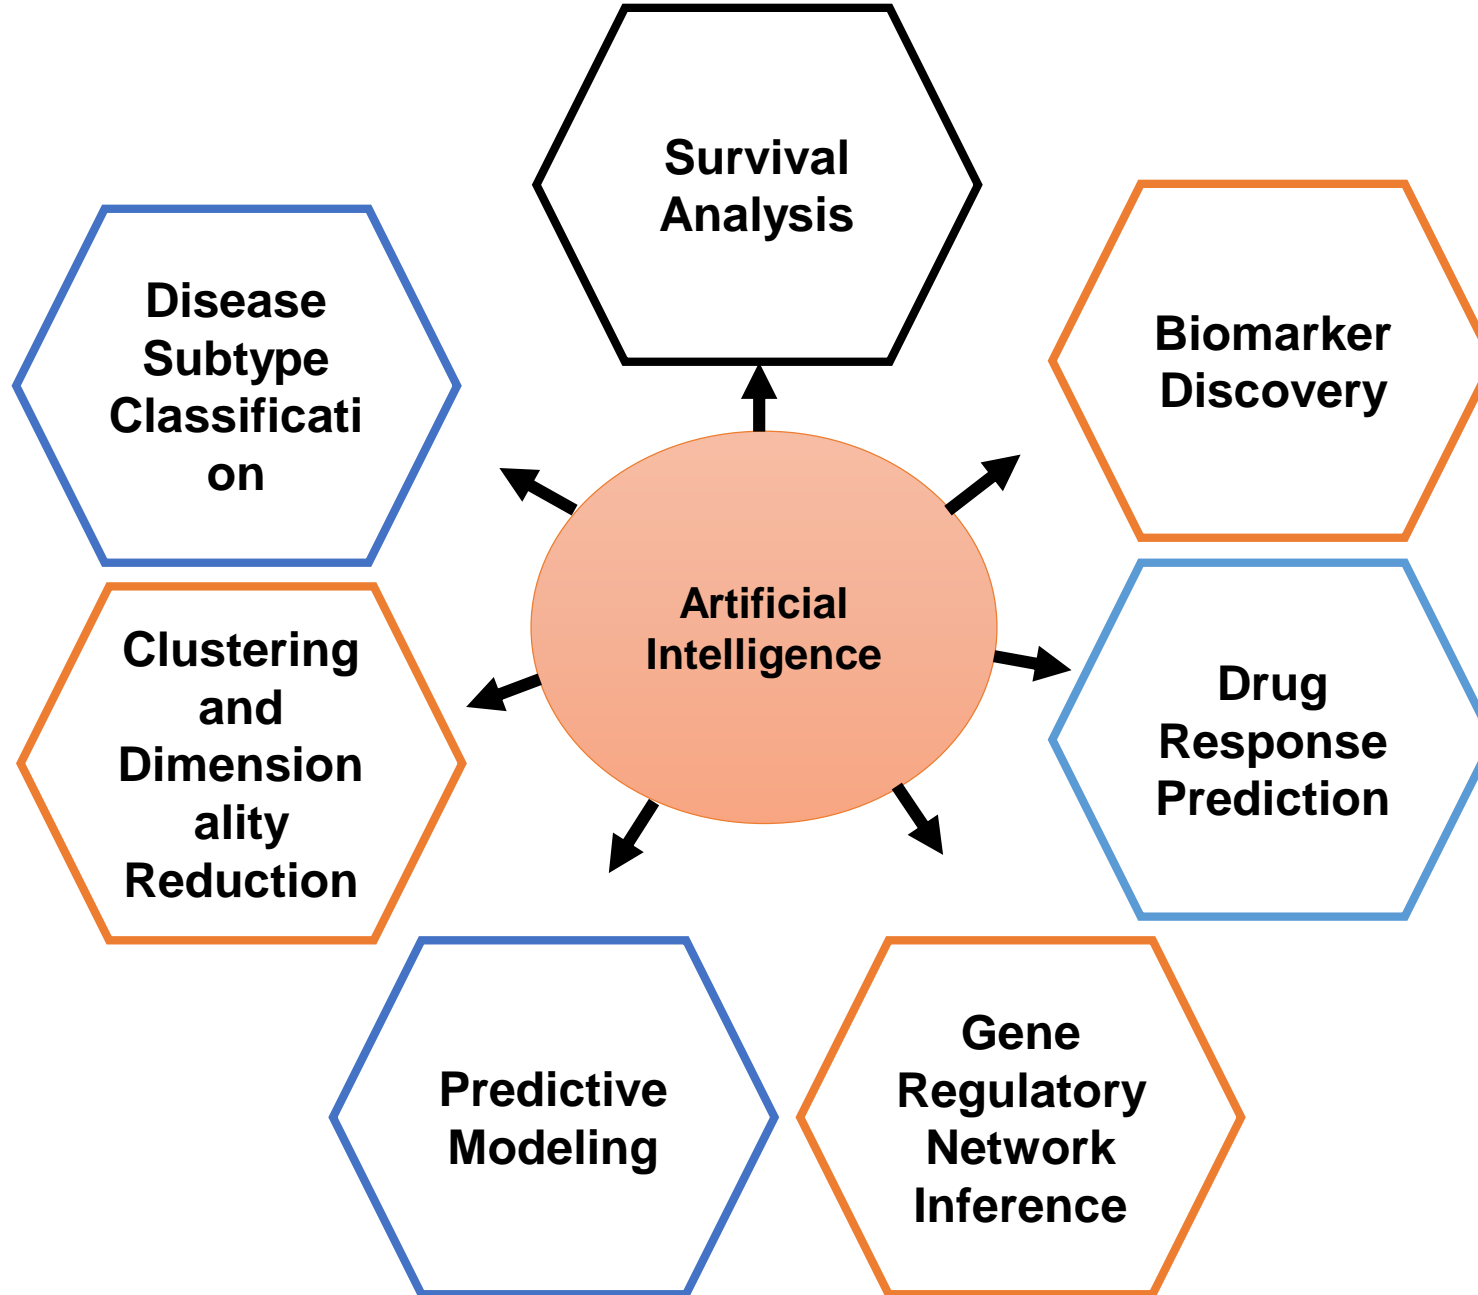 Survival
Analysis
Disease
Subtype
Classificati
on
Biomarker
Discovery
Artificial
Intelligence
Clustering
and
Dimension
ality
Reduction
Drug
Response
Prediction
Predictive
Modeling
Gene
Regulatory
Network
Inference